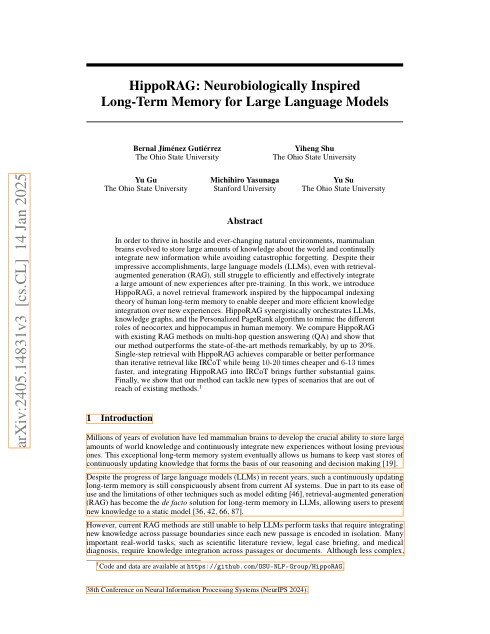 HippoRAG: Neurobiologically Inspired
Long-Term Memory for Large Language Models
Bernal Jiménez Gutiérrez
The Ohio State University
Yiheng Shu
The Ohio State University
Yu Gu
The Ohio State University
Michihiro Yasunaga
Stanford University
Yu Su
The Ohio State University
Abstract
In order to thrive in hostile and ever-changing natural environments, mammalian
brains evolved to store large amounts of knowledge about the world and continually
integrate new information while avoiding catastrophic forgetting. Despite their
impressive accomplishments, large language models (LLMs), even with retrieval-
augmented generation (RAG), still struggle to efficiently and effectively integrate
a large amount of new experiences after pre-training. In this work, we introduce
HippoRAG, a novel retrieval framework inspired by the hippocampal indexing
theory of human long-term memory to enable deeper and more efficient knowledge
integration over new experiences. HippoRAG synergistically orchestrates LLMs,
knowledge graphs, and the Personalized PageRank algorithm to mimic the different
roles of neocortex and hippocampus in human memory. We compare HippoRAG
with existing RAG methods on multi-hop question answering (QA) and show that
our method outperforms the state-of-the-art methods remarkably, by up to 20%.
Single-step retrieval with HippoRAG achieves comparable or better performance
than iterative retrieval like IRCoT while being 10-20 times cheaper and 6-13 times
faster, and integrating HippoRAG into IRCoT brings further substantial gains.
Finally, we show that our method can tackle new types of scenarios that are out of
reach of existing methods.1
1 Introduction
Millions of years of evolution have led mammalian brains to develop the crucial ability to store large
amounts of world knowledge and continuously integrate new experiences without losing previous
ones. This exceptional long-term memory system eventually allows us humans to keep vast stores of
continuously updating knowledge that forms the basis of our reasoning and decision making [19].
Despite the progress of large language models (LLMs) in recent years, such a continuously updating
long-term memory is still conspicuously absent from current AI systems. Due in part to its ease of
use and the limitations of other techniques such as model editing [46], retrieval-augmented generation
(RAG) has become the de facto solution for long-term memory in LLMs, allowing users to present
new knowledge to a static model [36, 42, 66, 87].
However, current RAG methods are still unable to help LLMs perform tasks that require integrating
new knowledge across passage boundaries since each new passage is encoded in isolation. Many
important real-world tasks, such as scientific literature review, legal case briefing, and medical
diagnosis, require knowledge integration across passages or documents. Although less complex,
1Code and data are available at https://github.com/OSU-NLP-Group/HippoRAG.
38th Conference on Neural Information Processing Systems (NeurIPS 2024).
arXiv:2405.14831v3 [cs.CL] 14 Jan 2025